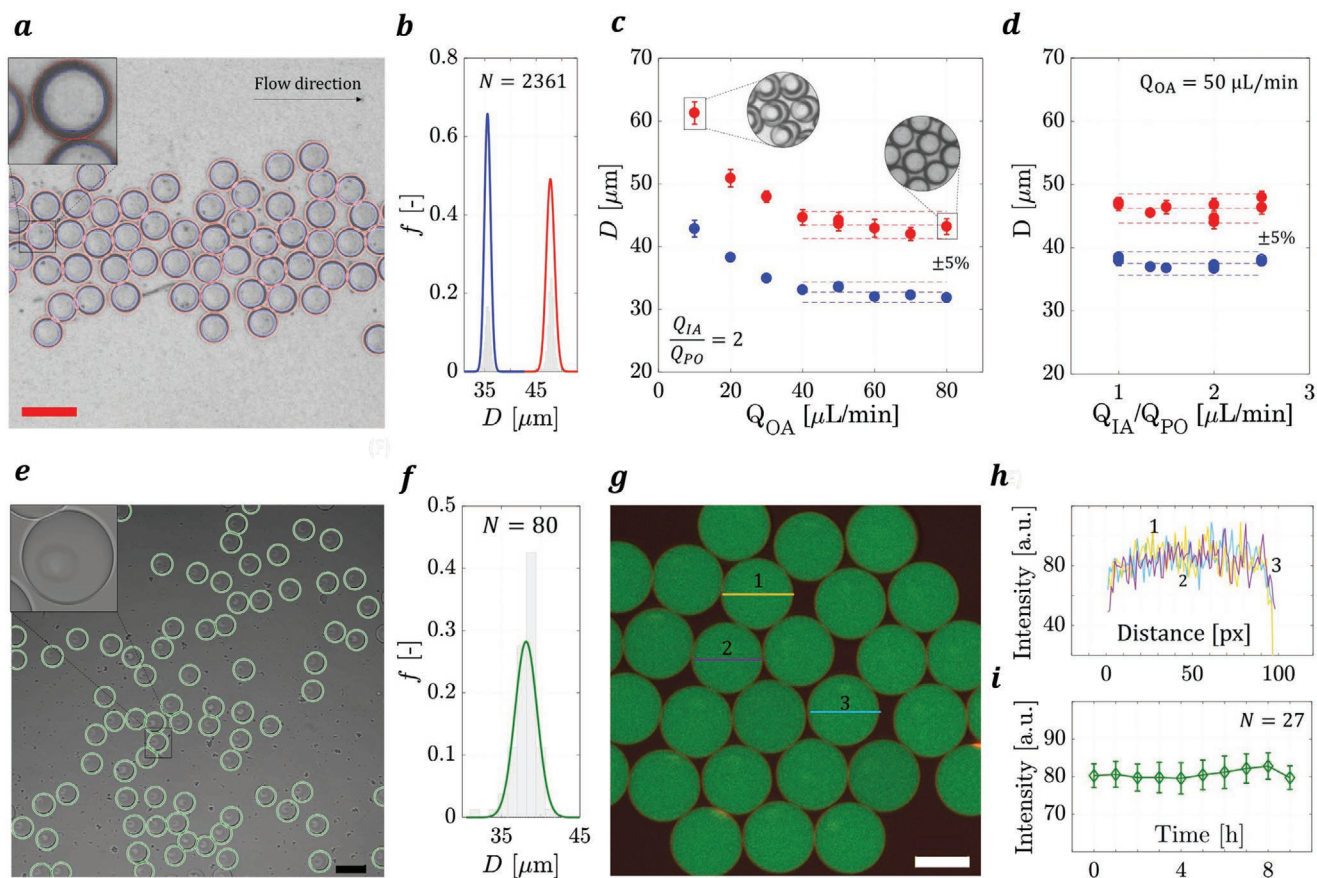 a
Flow direction
b
N = 2361
0.8
0.6
0.4
0.2
0
f [-]
35
47
D [µm]
c
70
60
50
40
30
20
D [µm]
±5%
Q_IA
Q_PO = 2
0
20
40
60
80
Q_OA [µL/min]
d
Q_OA = 50 µL/min
70
60
50
40
30
20
D [µm]
±5%
1
2
3
Q_IA/Q_PO [µL/min]
e
f
N = 80
0.5
0.4
0.3
0.2
0.1
0
f [-]
35
45
D [µm]
g
1
2
3
h
Intensity [a.u.]
80
40
1
2
3
Distance [px]
0
50
100
i
Intensity [a.u.]
90
80
70
N = 27
Time [h]
0
4
8